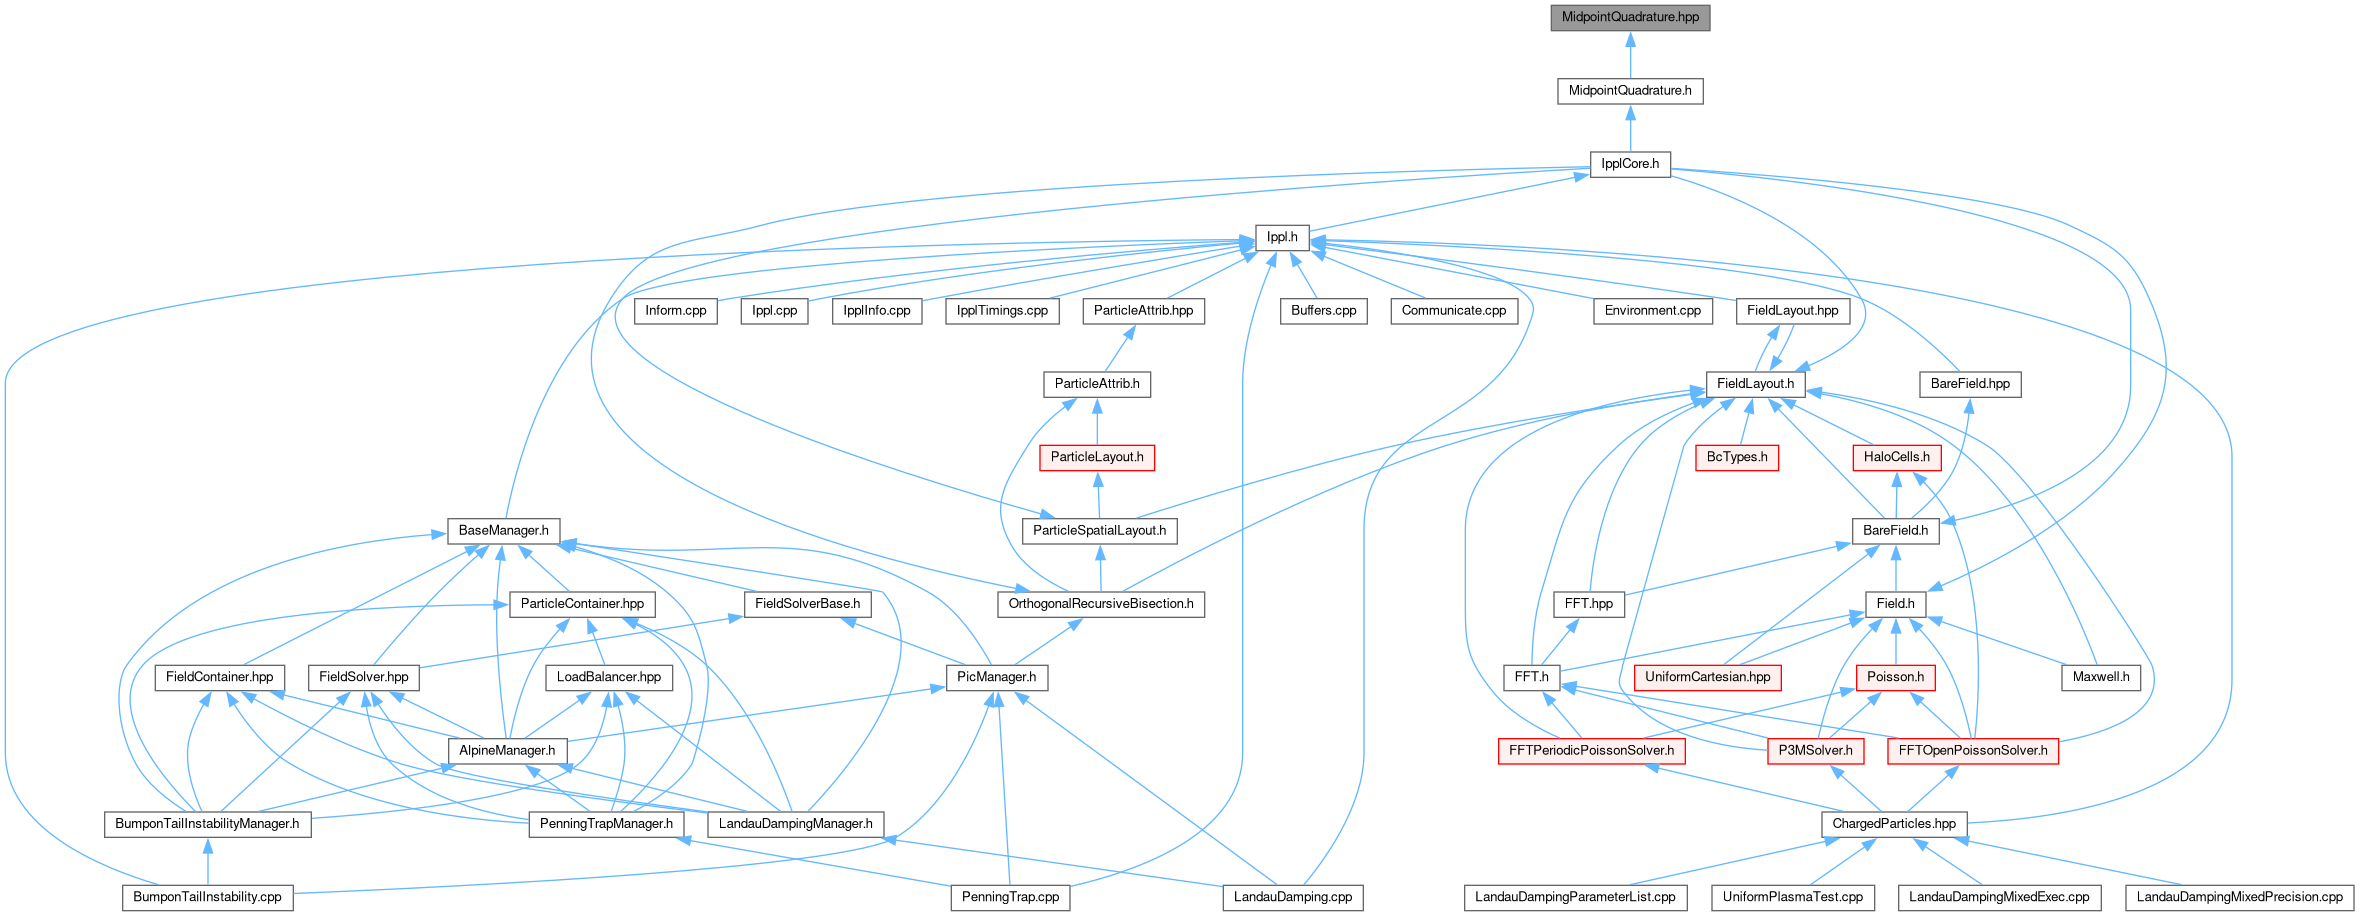 MidpointQuadrature.hpp
MidpointQuadrature.h
IpplCore.h
Ippl.h
Inform.cpp
Ippl.cpp
IpplInfo.cpp
IpplTimings.cpp
ParticleAttrib.hpp
Buffers.cpp
Communicate.cpp
Environment.cpp
FieldLayout.hpp
ParticleAttrib.h
FieldLayout.h
BareField.hpp
ParticleLayout.h
BcTypes.h
HaloCells.h
BaseManager.h
ParticleSpatialLayout.h
BareField.h
ParticleContainer.hpp
FieldSolverBase.h
OrthogonalRecursiveBisection.h
FFT.hpp
Field.h
FieldContainer.hpp
FieldSolver.hpp
LoadBalancer.hpp
PicManager.h
FFT.h
UniformCartesian.hpp
Poisson.h
Maxwell.h
AlpineManager.h
FFTPeriodicPoissonSolver.h
P3MSolver.h
FFTOpenPoissonSolver.h
BumponTailInstabilityManager.h
PenningTrapManager.h
LandauDampingManager.h
ChargedParticles.hpp
BumponTailInstability.cpp
PenningTrap.cpp
LandauDamping.cpp
LandauDampingParameterList.cpp
UniformPlasmaTest.cpp
LandauDampingMixedExec.cpp
LandauDampingMixedPrecision.cpp